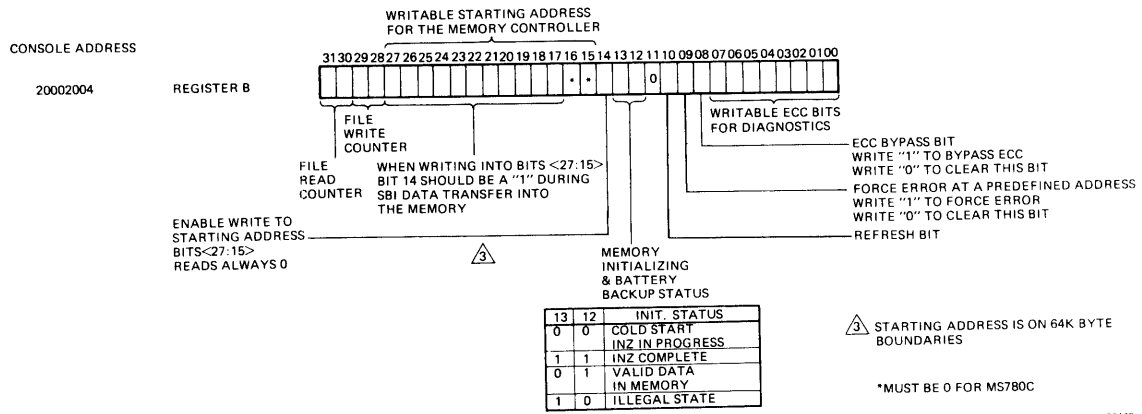 WRITABLE STARTING ADDRESS
FOR THE MEMORY CONTROLLER
CONSOLE ADDRESS
31 30 29 28 27 26 25 24 23 22 21 20 19 18 17 16 15 14 13 12 11 10 09 08 07 06 05 04 03 02 01 00
20002004 REGISTER B * * 0
FILE
WRITE
COUNTER
WRITABLE ECC BITS
FOR DIAGNOSTICS
FILE
READ
COUNTER
WHEN WRITING INTO BITS <27:15>
BIT 14 SHOULD BE A "1" DURING
SBI DATA TRANSFER INTO
THE MEMORY
ECC BYPASS BIT
WRITE "1" TO BYPASS ECC
WRITE "0" TO CLEAR THIS BIT
FORCE ERROR AT A PREDEFINED ADDRESS
WRITE "1" TO FORCE ERROR
WRITE "0" TO CLEAR THIS BIT
REFRESH BIT
ENABLE WRITE TO
STARTING ADDRESS
BITS<27:15>
READS ALWAYS 0
3
MEMORY
INITIALIZING
& BATTERY
BACKUP STATUS
13 12 INIT. STATUS
0 0 COLD START
INZ IN PROGRESS
1 1 INZ COMPLETE
0 1 VALID DATA
IN MEMORY
1 0 ILLEGAL STATE
3 STARTING ADDRESS IS ON 64K BYTE
BOUNDARIES
*MUST BE 0 FOR MS780C